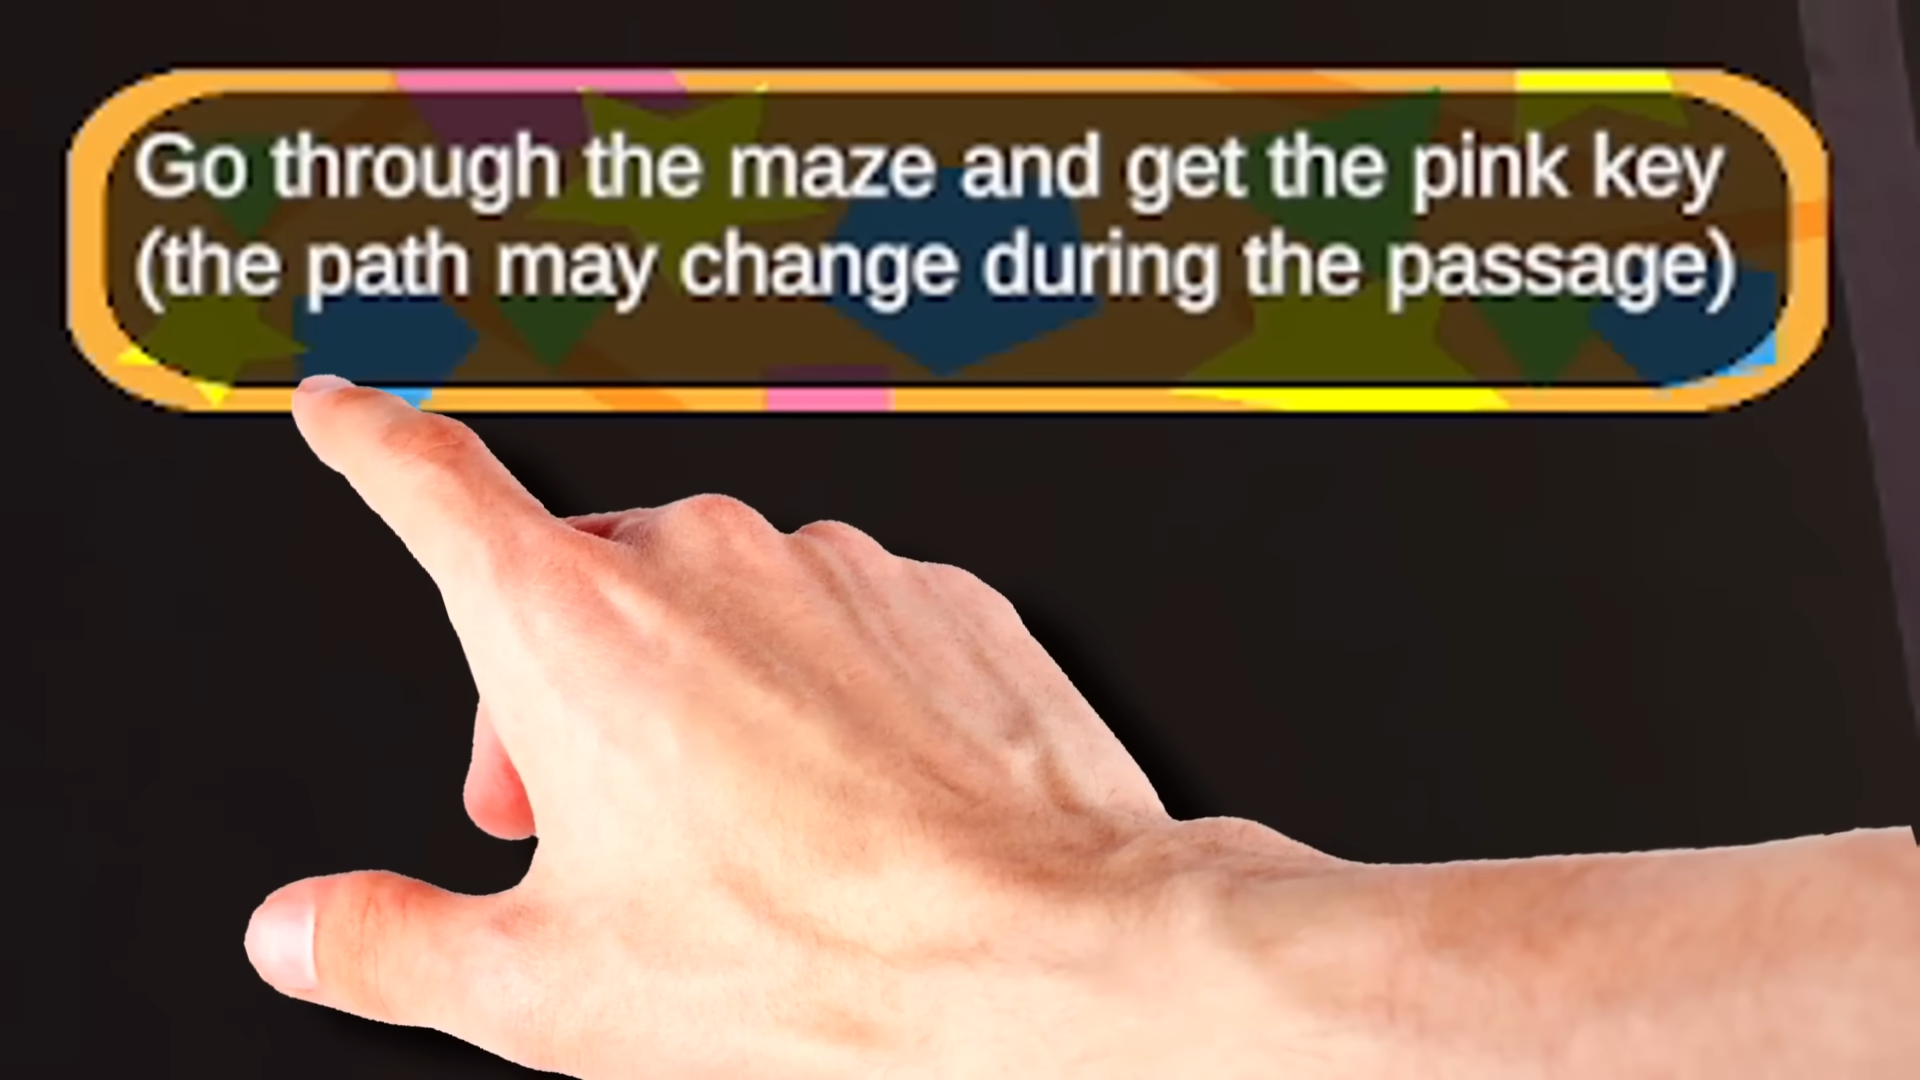 Go through the maze and get the pink key
(the path may change during the passage)